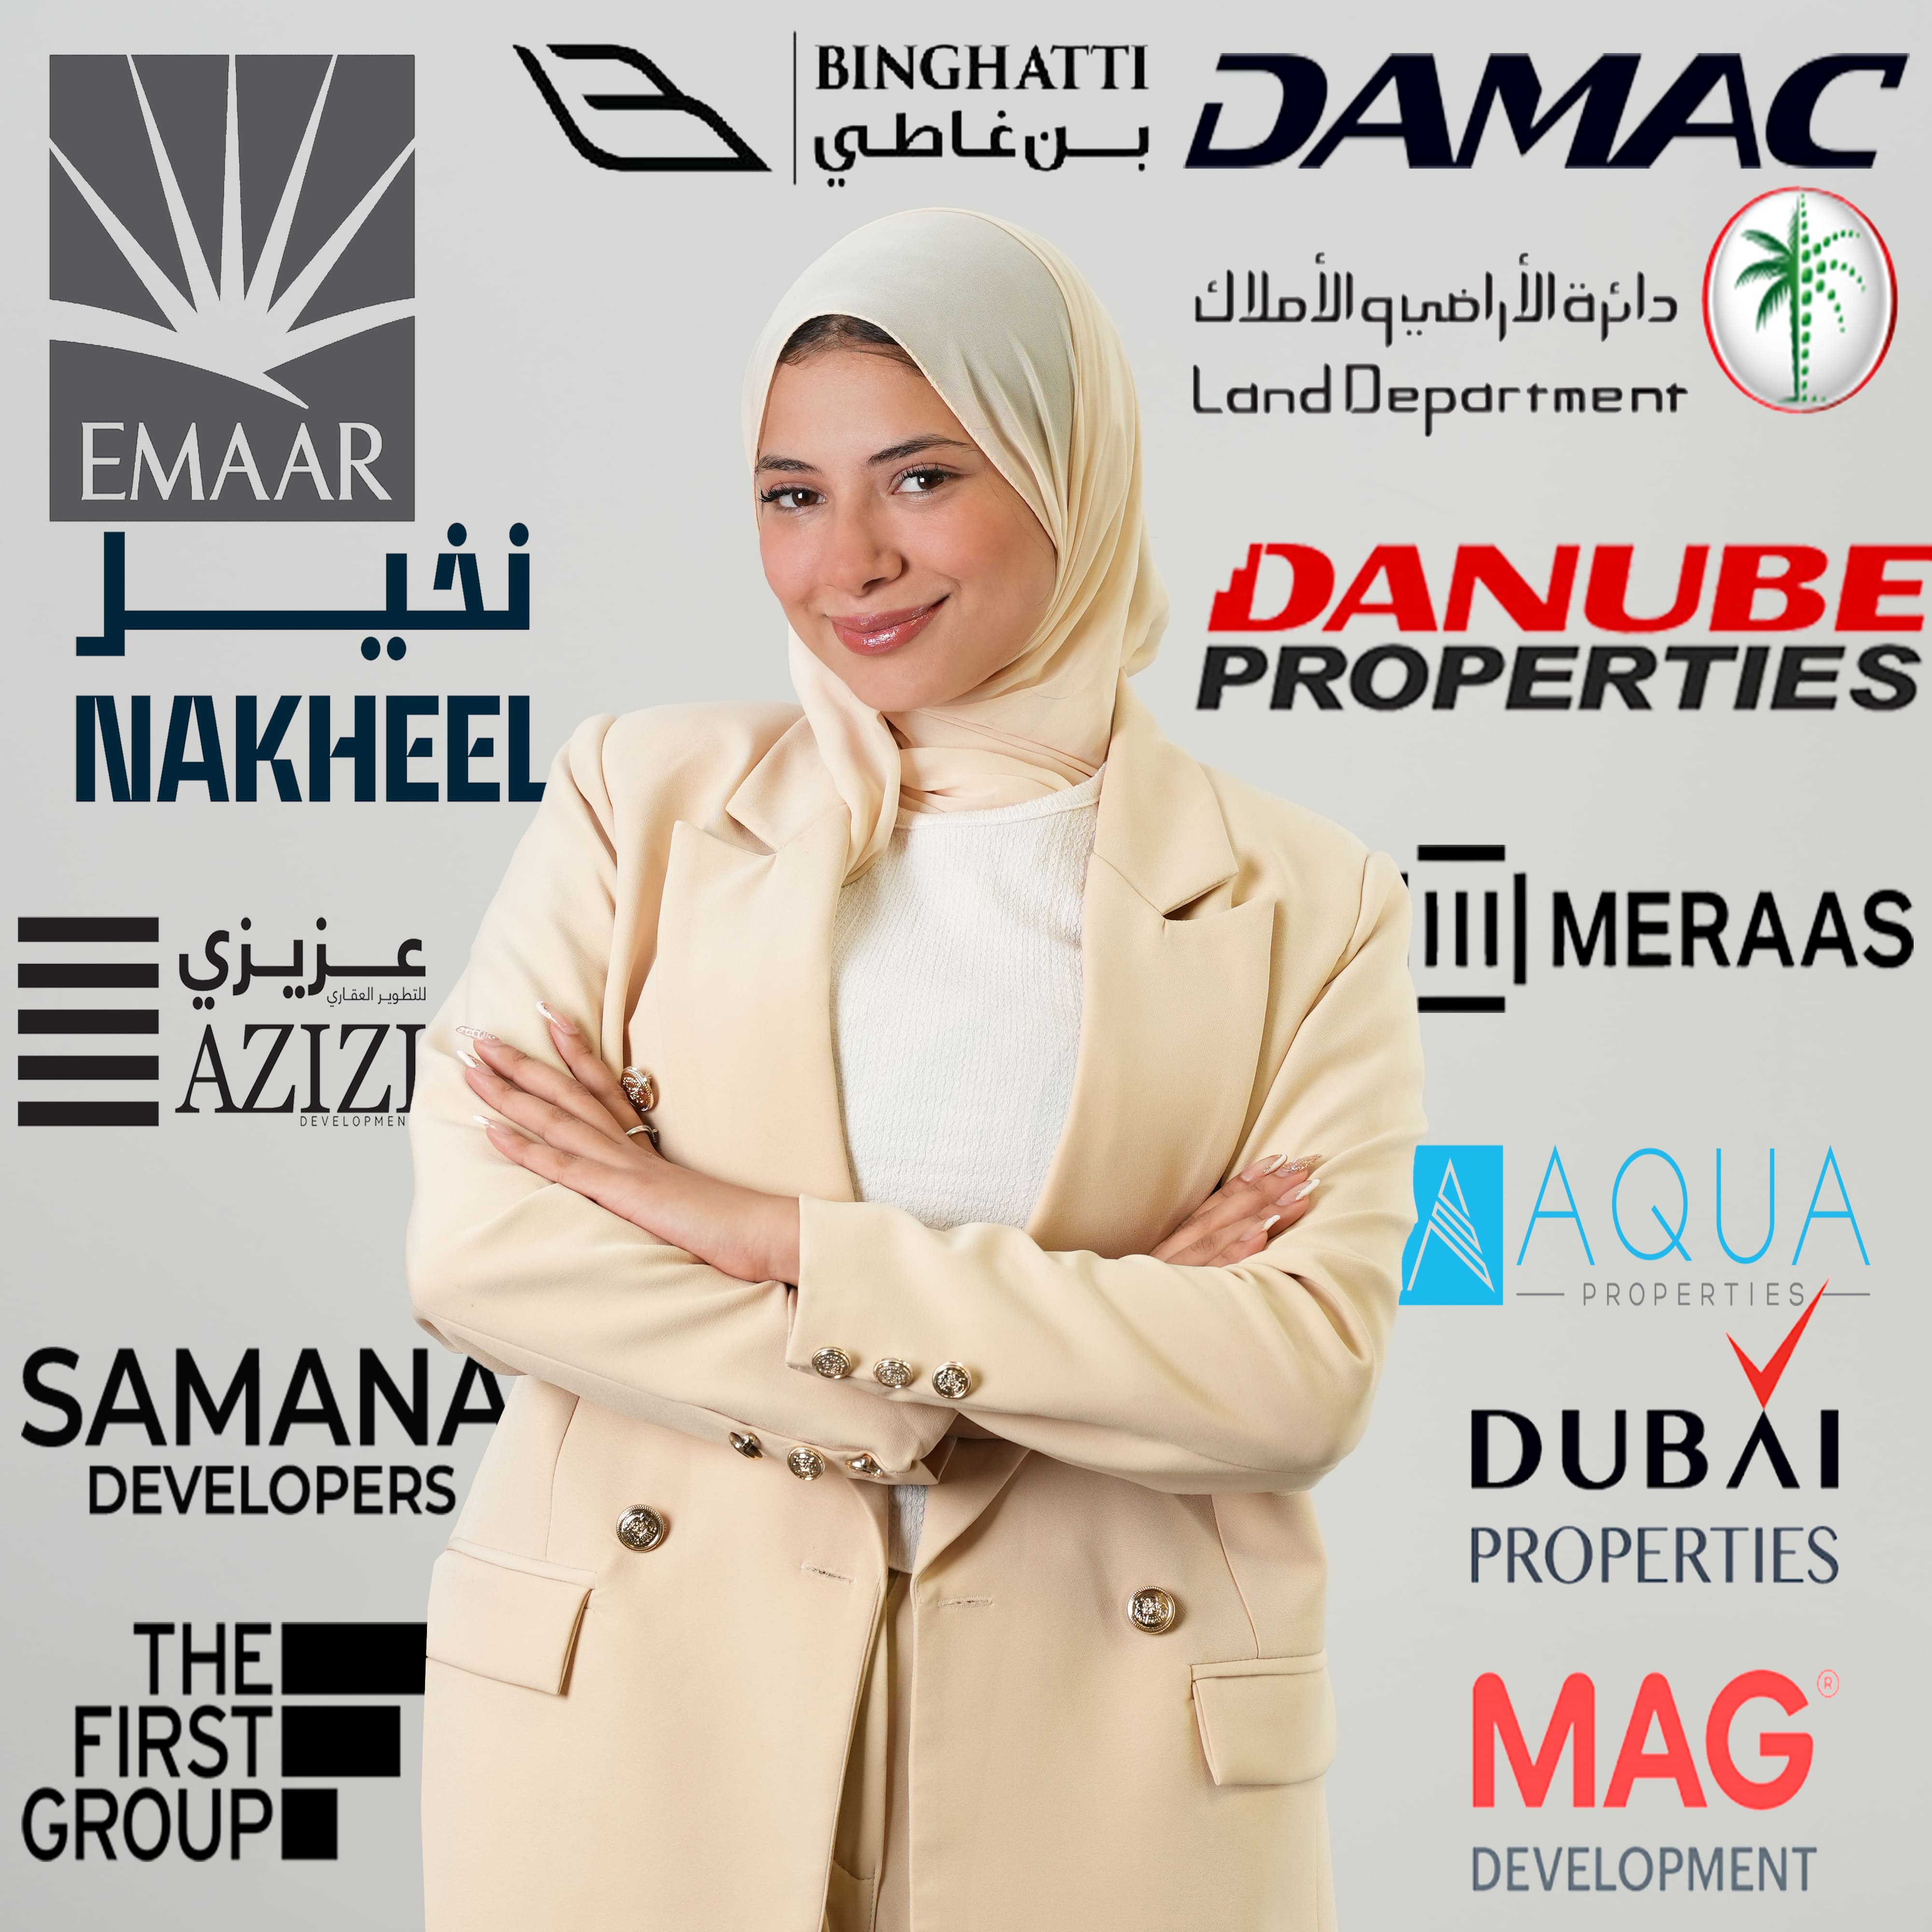 EMAAR
BINGHATTI
بن غاطي
DAMAC
دائرة الأراضي والأملاك
Land Department
نخيل
NAKHEEL
DANUBE
PROPERTIES
MERAAS
عزيزي
للتطوير العقاري
AZIZI
DEVELOPMEN
AQUA
PROPERTIES
SAMANA
DEVELOPERS
DUBAI
PROPERTIES
THE
FIRST
GROUP
MAG®
DEVELOPMENT